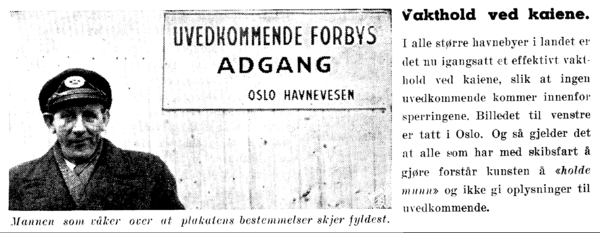 UVEDKOMMENDE FORBYS
ADGANG
OSLO HAVNEVESEN
Mannen som våker over at plakatens bestemmelser skjer fyldest.
Vakthold ved kaiene.
I alle større havnebyer i landet er
det nu igangsatt et effektivt vakt-
hold ved kaiene, slik at ingen
uvedkommende kommer innenfor
sperringene. Billedet til venstre
er tatt i Oslo. Og så gjelder det
at alle som har med skibsfart å
gjøre forstår kunsten å «holde
munn» og ikke gi oplysninger til
uvedkommende.